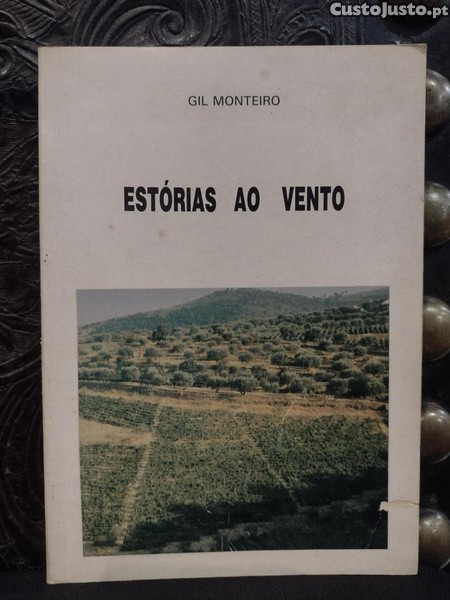 CustoJusto.pt
GIL MONTEIRO
ESTÓRIAS AO VENTO